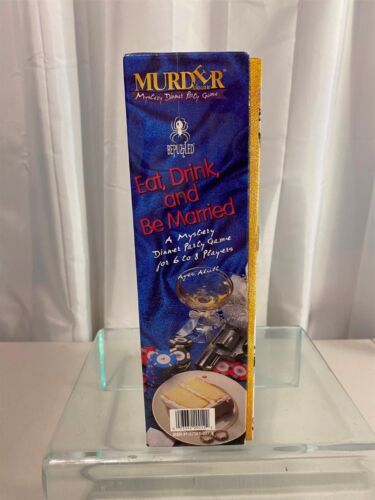 MURDER
Mystery Dinner Party Game
BEPUZZLED
Eat, Drink,
and
Be Married
A Mystery
Dinner Party Game
for 6 to 8 Players
Ages Adult